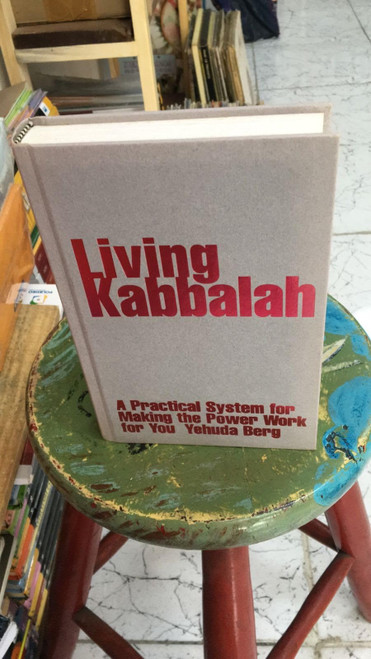 Living
Kabbalah
A Practical System for
Making the Power Work
for You Yehuda Berg